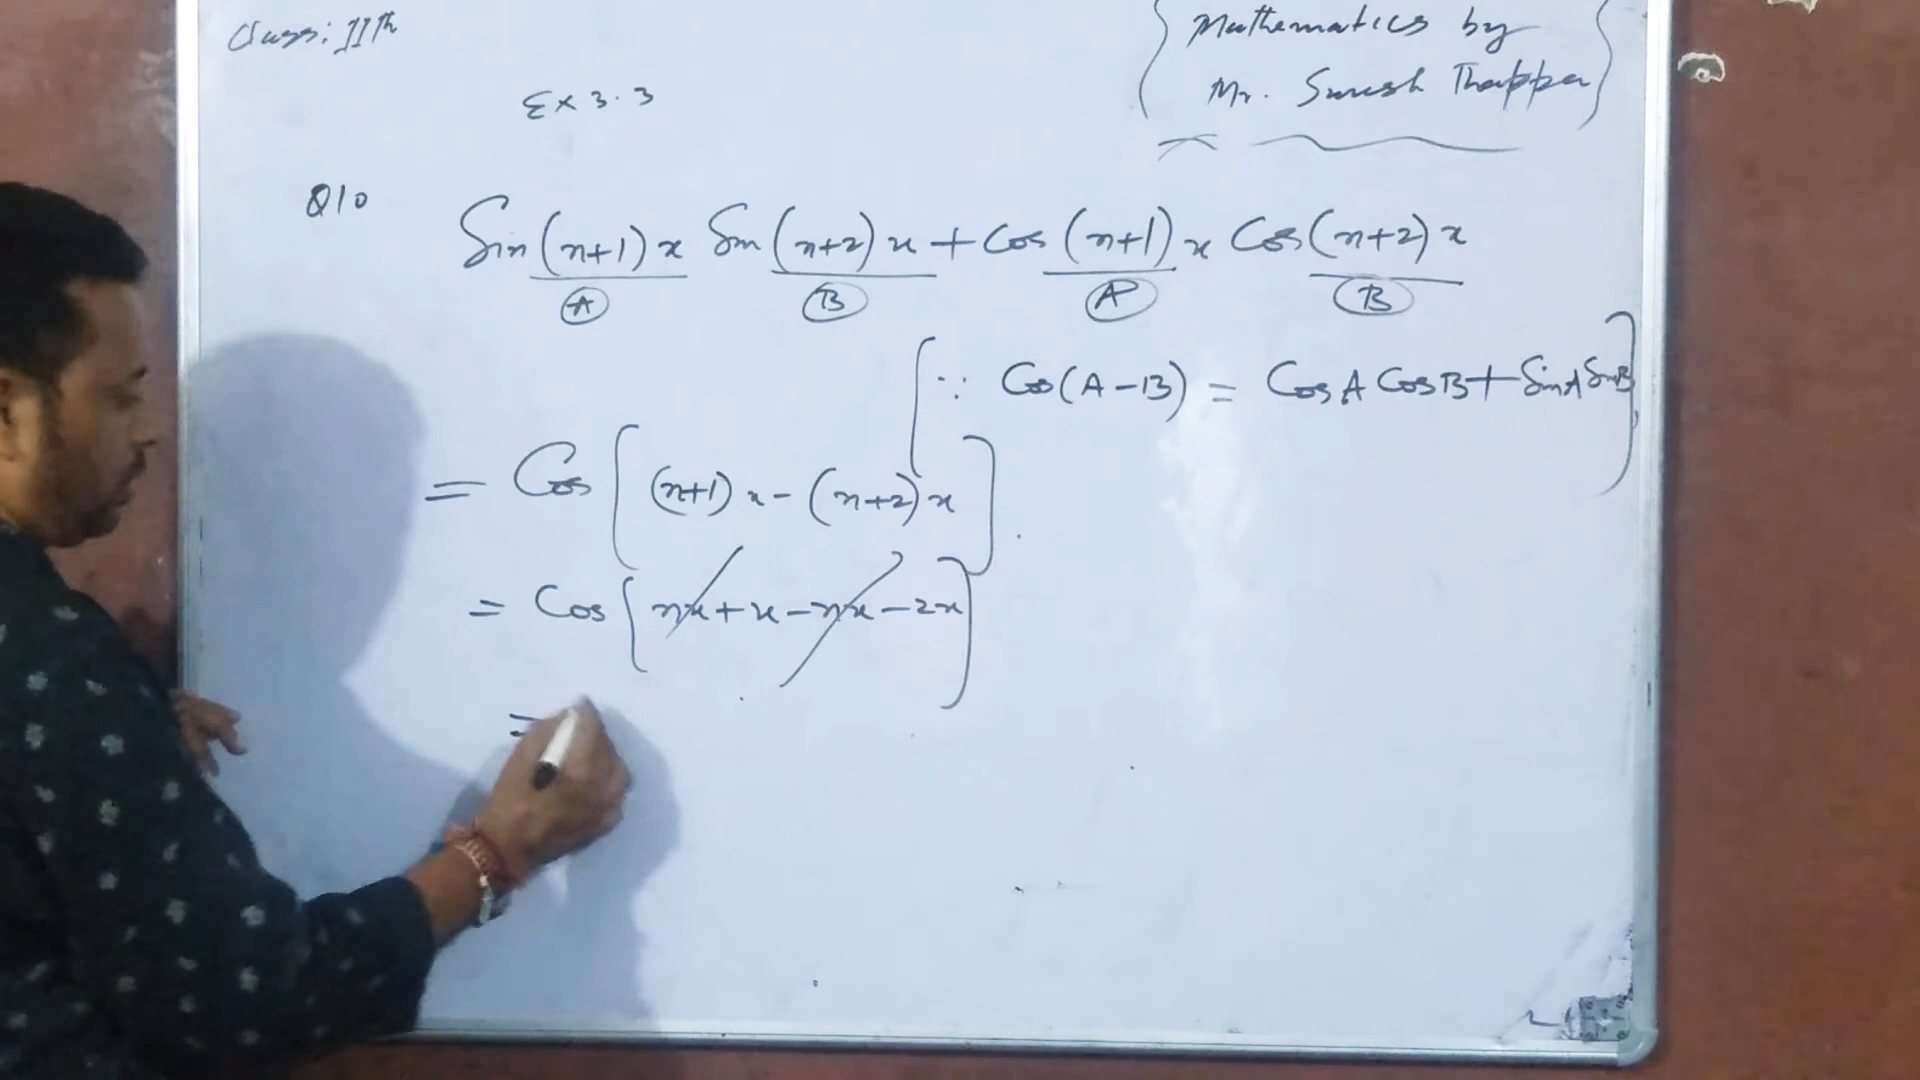 Class: 11th
Mathematics by
Mr. Suresh Thappa
Ex 3.3
Q10 Sin (n+1) x Sin (n+2) x + Cos (n+1) x Cos (n+2) x
A B A B
∵ Cos (A - B) = Cos A Cos B + Sin A Sin B
= Cos [(n+1) x - (n+2) x]
= Cos [nx + x - nx - 2x]
=